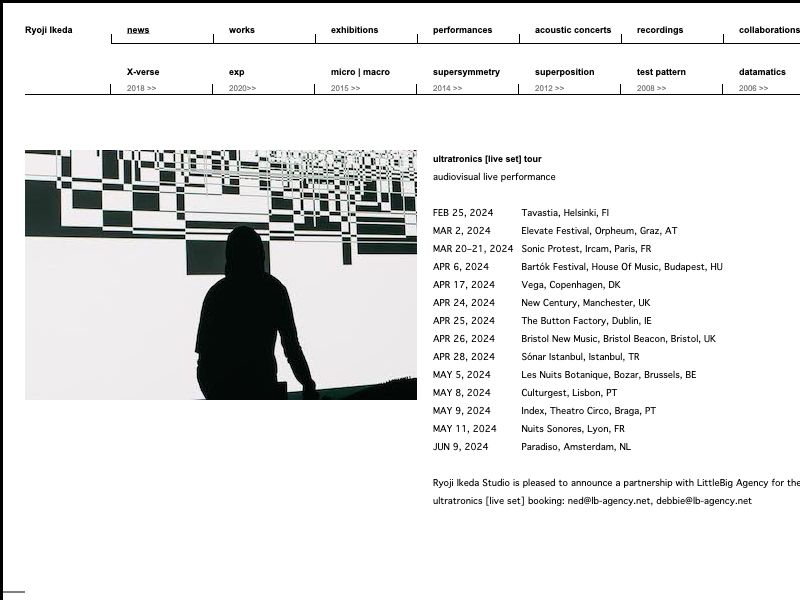 Ryoji Ikeda news works exhibitions performances acoustic concerts recordings collaborations
X-verse exp micro | macro supersymmetry superposition test pattern datamatics
2018 >> 2020>> 2015 >> 2014 >> 2012 >> 2008 >> 2006 >>
ultratronics [live set] tour
audiovisual live performance
FEB 25, 2024 Tavastia, Helsinki, FI
MAR 2, 2024 Elevate Festival, Orpheum, Graz, AT
MAR 20–21, 2024 Sonic Protest, Ircam, Paris, FR
APR 6, 2024 Bartók Festival, House Of Music, Budapest, HU
APR 17, 2024 Vega, Copenhagen, DK
APR 24, 2024 New Century, Manchester, UK
APR 25, 2024 The Button Factory, Dublin, IE
APR 26, 2024 Bristol New Music, Bristol Beacon, Bristol, UK
APR 28, 2024 Sónar Istanbul, Istanbul, TR
MAY 5, 2024 Les Nuits Botanique, Bozar, Brussels, BE
MAY 8, 2024 Culturgest, Lisbon, PT
MAY 9, 2024 Index, Theatro Circo, Braga, PT
MAY 11, 2024 Nuits Sonores, Lyon, FR
JUN 9, 2024 Paradiso, Amsterdam, NL
Ryoji Ikeda Studio is pleased to announce a partnership with LittleBig Agency for the
ultratronics [live set] booking: ned@lb-agency.net, debbie@lb-agency.net